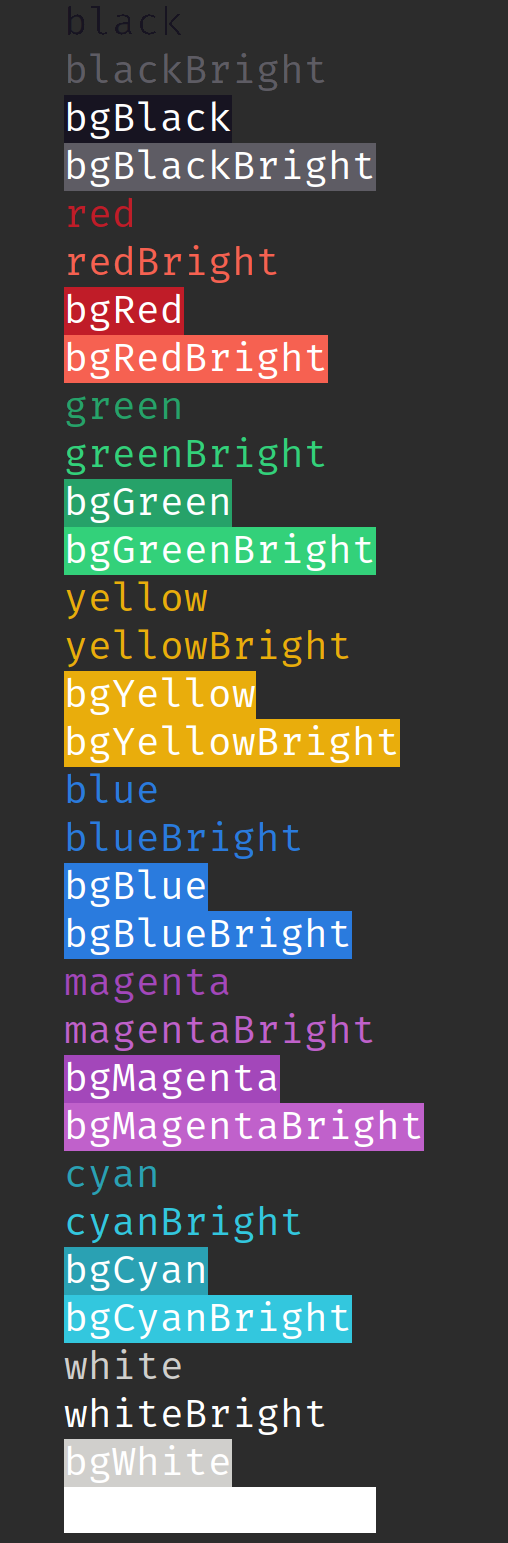 black
blackBright
bgBlack
bgBlackBright
red
redBright
bgRed
bgRedBright
green
greenBright
bgGreen
bgGreenBright
yellow
yellowBright
bgYellow
bgYellowBright
blue
blueBright
bgBlue
bgBlueBright
magenta
magentaBright
bgMagenta
bgMagentaBright
cyan
cyanBright
bgCyan
bgCyanBright
white
whiteBright
bgWhite